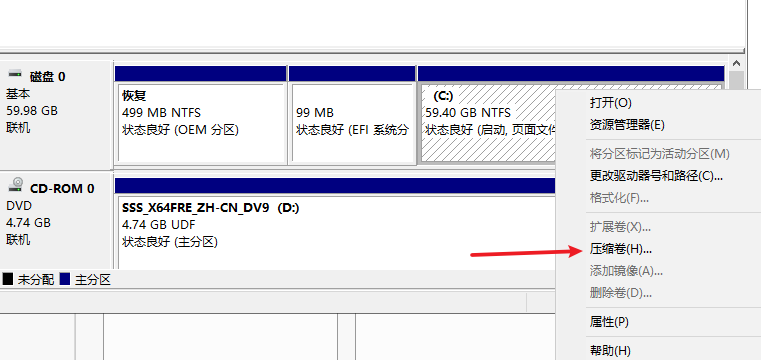 磁盘 0
基本
59.98 GB
联机
恢复
499 MB NTFS
状态良好 (OEM 分区)
99 MB
状态良好 (EFI 系统分
(C:)
59.40 GB NTFS
状态良好 (启动, 页面文件
CD-ROM 0
DVD
4.74 GB
联机
SSS_X64FRE_ZH-CN_DV9 (D:)
4.74 GB UDF
状态良好 (主分区)
未分配 主分区
打开(O)
资源管理器(E)
将分区标记为活动分区(M)
更改驱动器号和路径(C)...
格式化(F)...
扩展卷(X)...
压缩卷(H)...
添加镜像(A)...
删除卷(D)...
属性(P)
帮助(H)